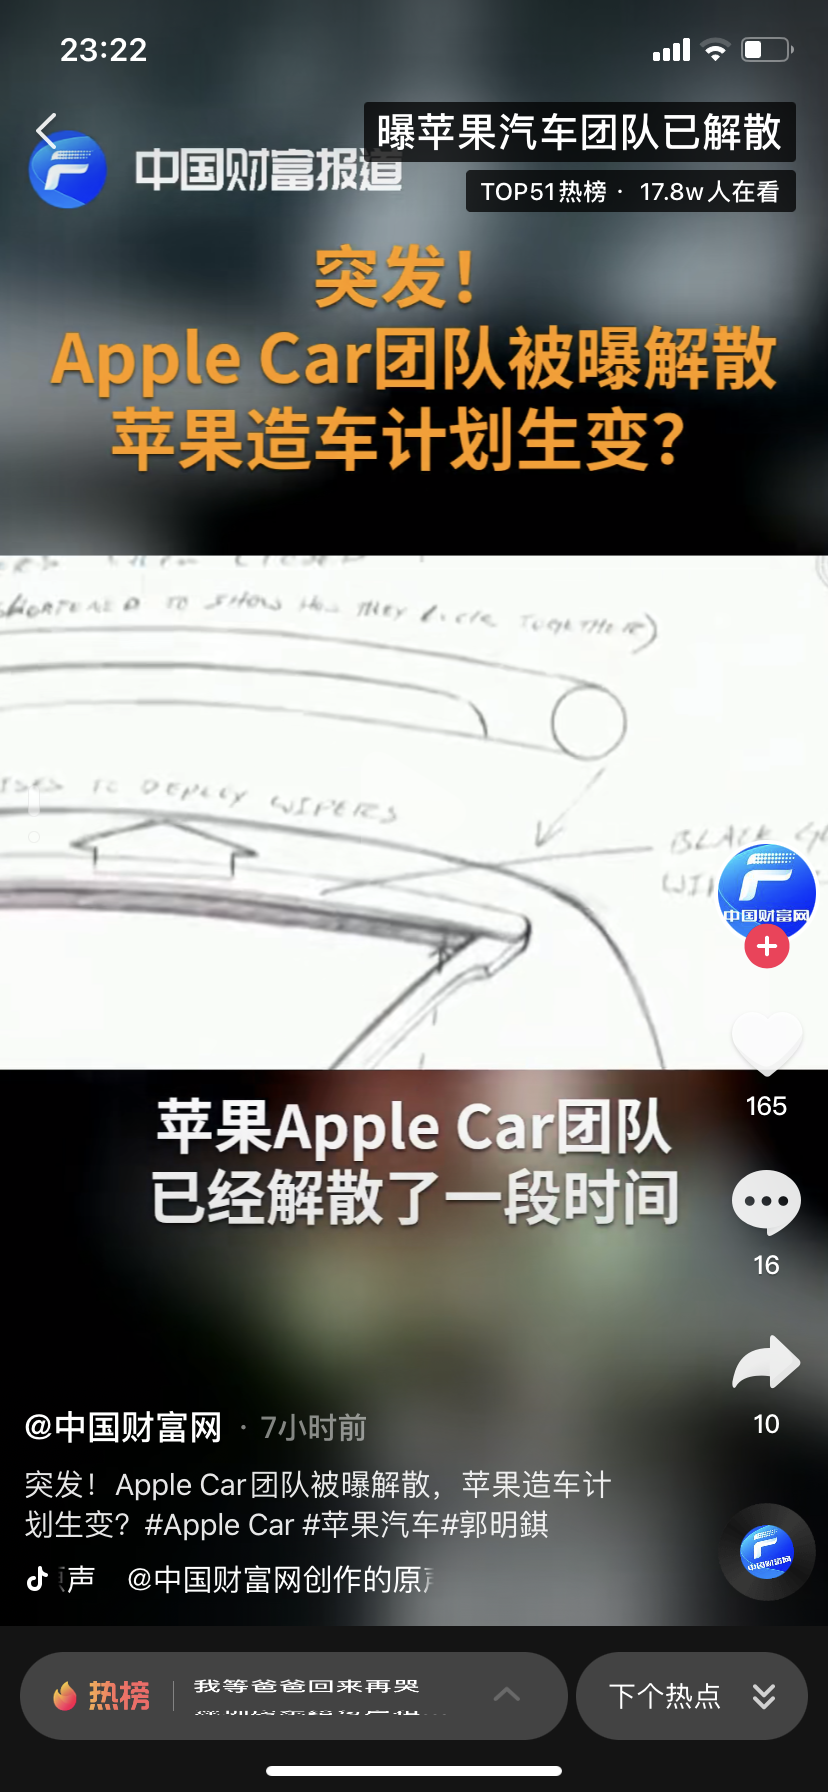 23:22
曝苹果汽车团队已解散
中国财富报道
TOP51热榜 · 17.8w人在看
突发！
Apple Car团队被曝解散
苹果造车计划生变？
SHORTENED TO SHOW HOW THEY TOGETHER)
TO DEPLOY WIPERS
BLACK
中国财富网
165
苹果Apple Car团队
已经解散了一段时间
16
10
@中国财富网 · 7小时前
突发！Apple Car团队被曝解散，苹果造车计
划生变？#Apple Car #苹果汽车#郭明錤
声 @中国财富网创作的原
中国财富网
热榜 我等爸爸回来再哭
下个热点